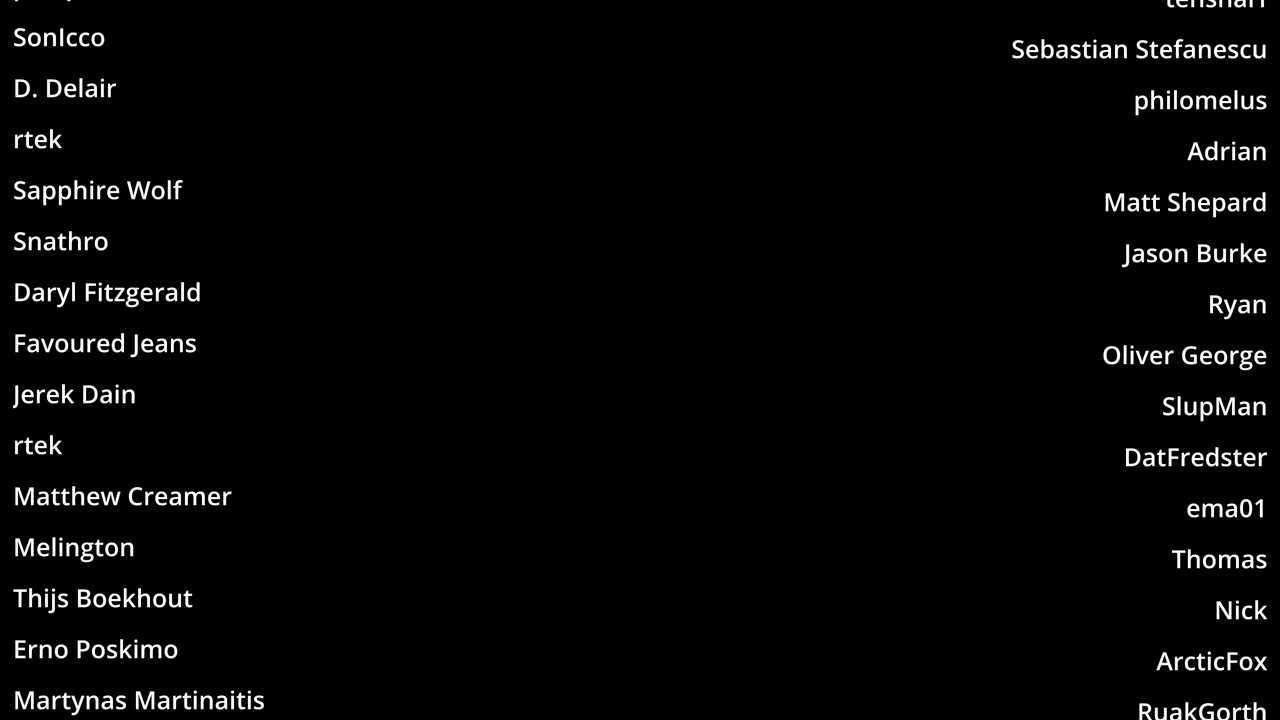 SonIcco
D. Delair
rtek
Sapphire Wolf
Snathro
Daryl Fitzgerald
Favoured Jeans
Jerek Dain
rtek
Matthew Creamer
Melington
Thijs Boekhout
Erno Poskimo
Martynas Martinaitis
Sebastian Stefanescu
philomelus
Adrian
Matt Shepard
Jason Burke
Ryan
Oliver George
SlupMan
DatFredster
ema01
Thomas
Nick
ArcticFox
RuakGorth